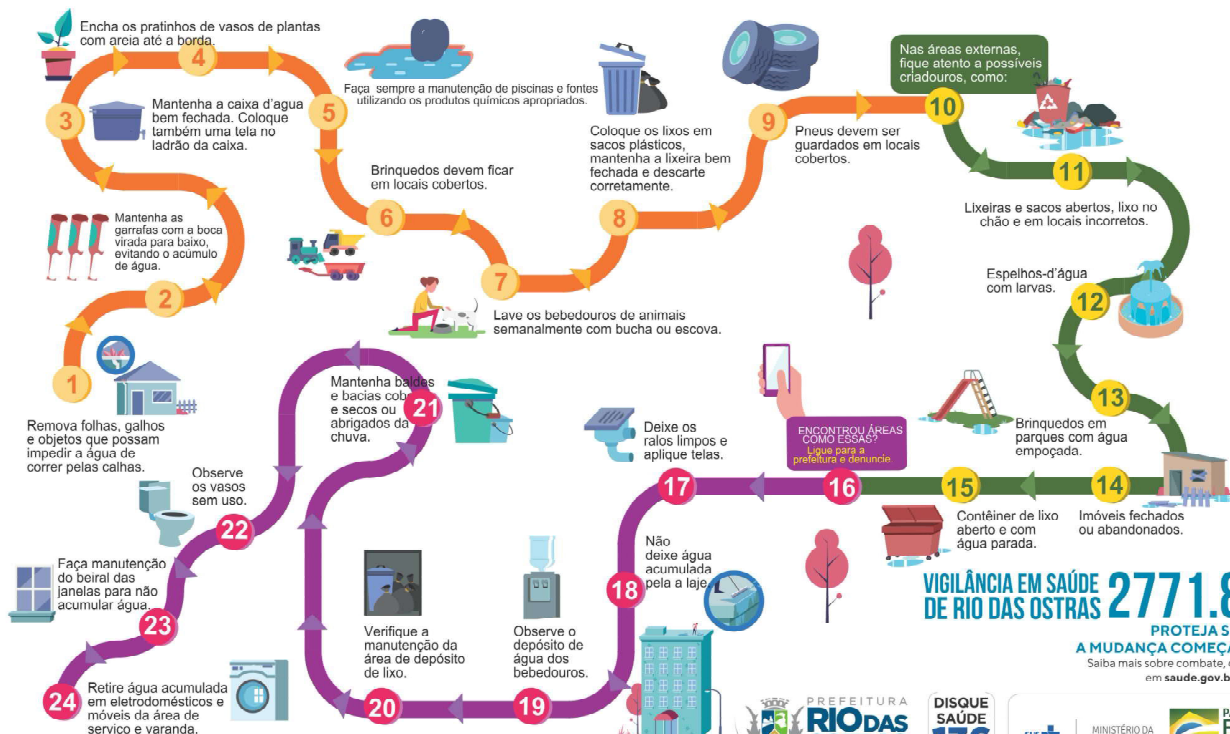 1
Remova folhas, galhos
e objetos que possam
impedir a água de
correr pelas calhas.
2
Mantenha as
garrafas com a boca
virada para baixo,
evitando o acúmulo
de água.
3
Mantenha a caixa d'agua
bem fechada. Coloque
também uma tela no
ladrão da caixa.
4
Encha os pratinhos de vasos de plantas
com areia até a borda.
5
Faça sempre a manutenção de piscinas e fontes
utilizando os produtos químicos apropriados.
6
Brinquedos devem ficar
em locais cobertos.
7
Lave os bebedouros de animais
semanalmente com bucha ou escova.
8
Coloque os lixos em
sacos plásticos,
mantenha a lixeira bem
fechada e descarte
corretamente.
9
Pneus devem ser
guardados em locais
cobertos.
10
Nas áreas externas,
fique atento a possíveis
criadouros, como:
11
Lixeiras e sacos abertos, lixo no
chão e em locais incorretos.
12
Espelhos-d'água
com larvas.
13
Brinquedos em
parques com água
empoçada.
14
Imóveis fechados
ou abandonados.
15
Contêiner de lixo
aberto e com
água parada.
16
ENCONTROU ÁREAS
COMO ESSAS?
Ligue para a
prefeitura e denuncie.
17
Deixe os
ralos limpos e
aplique telas.
18
Não
deixe água
acumulada
pela a laje.
19
Observe o
depósito de
água dos
bebedouros.
20
Verifique a
manutenção da
área de depósito
de lixo.
21
Mantenha baldes
e bacias
e secos ou
abrigados da
chuva.
22
Observe
os vasos
sem uso.
23
Faça manutenção
do beiral das
janelas para não
acumular água.
24
Retire água acumulada
em eletrodomésticos e
móveis da área de
serviço e varanda.
VIGILÂNCIA EM SAÚDE
DE RIO DAS OSTRAS
2771.8
PROTEJA S
A MUDANÇA COMEÇA
Saiba mais sobre combate,
em saude.gov.b
PREFEITURA
RIO DAS
DISQUE
SAÚDE
MINISTÉRIO DA